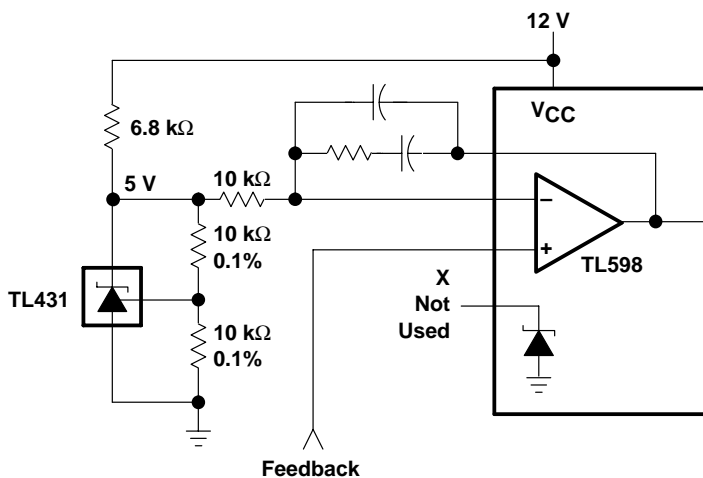 12 V
VCC
6.8 kΩ
5 V
10 kΩ
10 kΩ
0.1%
TL431
10 kΩ
0.1%
−
+
TL598
X
Not
Used
Feedback